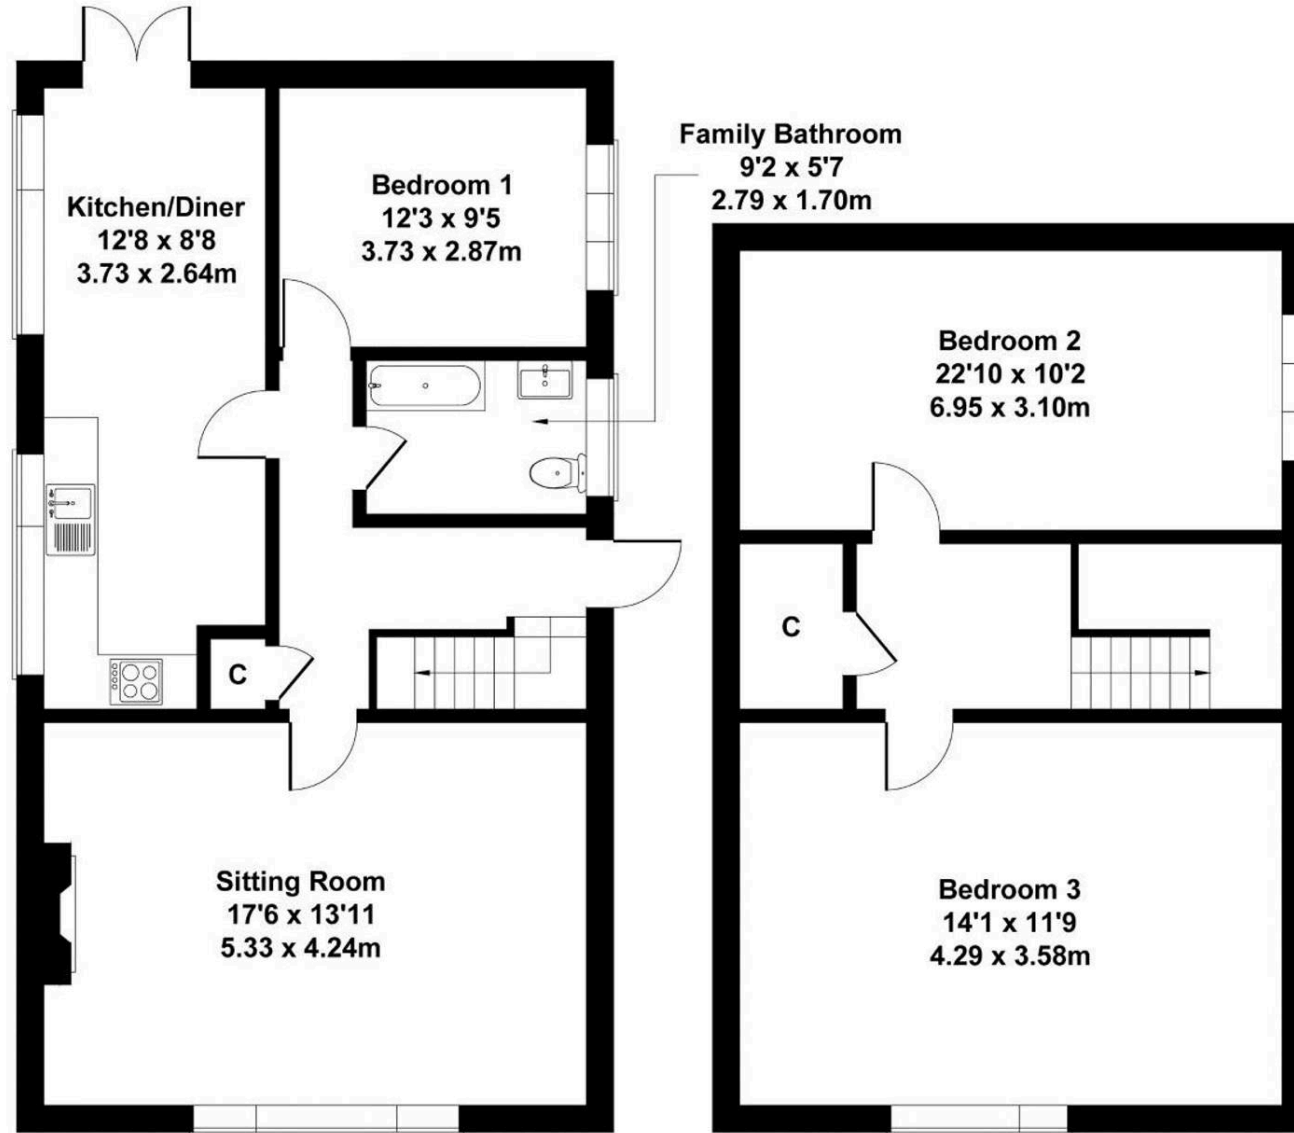 Family Bathroom
9'2 x 5'7
2.79 x 1.70m
Kitchen/Diner
12'8 x 8'8
3.73 x 2.64m
Bedroom 1
12'3 x 9'5
3.73 x 2.87m
C
Sitting Room
17'6 x 13'11
5.33 x 4.24m
Bedroom 2
22'10 x 10'2
6.95 x 3.10m
C
Bedroom 3
14'1 x 11'9
4.29 x 3.58m